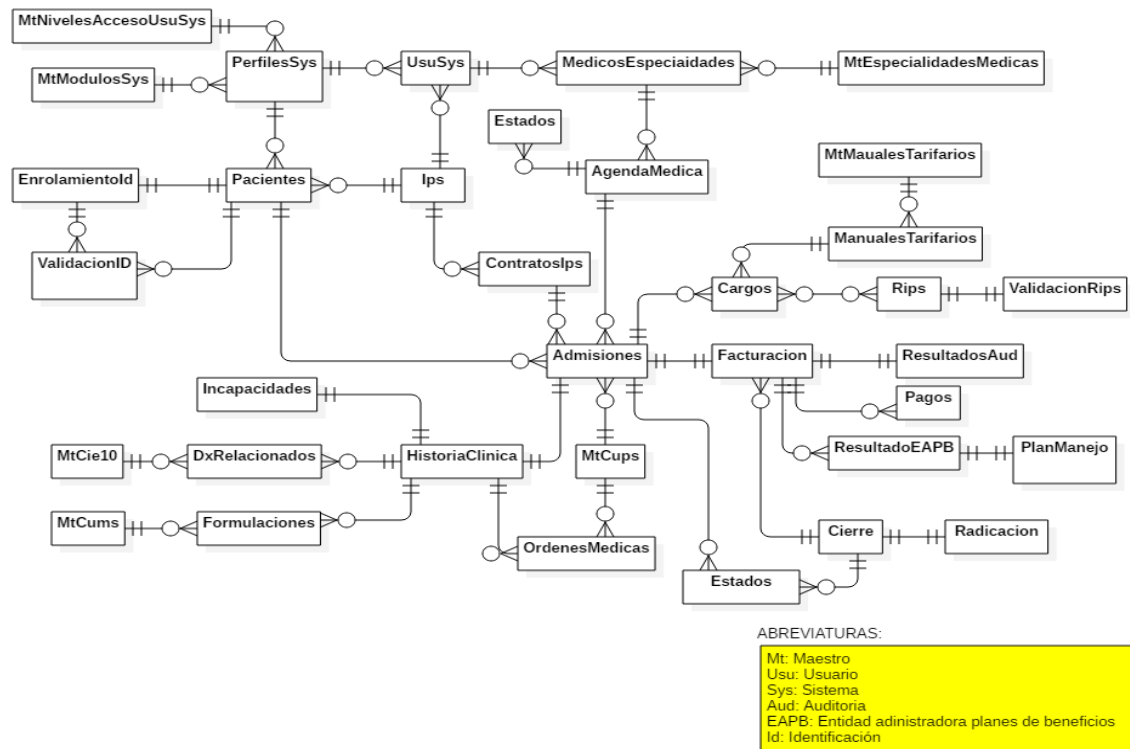 MtNivelesAccesoUsuSys
PerfilesSys
UsuSys
MedicosEspeciaidades
MtEspecialidadesMedicas
MtModulosSys
Estados
MtMaualesTarifarios
EnrolamientoId
Pacientes
Ips
AgendaMedica
ManualesTarifarios
ValidacionID
ContratosIps
Cargos
Rips
ValidacionRips
Admisiones
Facturacion
ResultadosAud
Incapacidades
Pagos
MtCie10
DxRelacionados
HistoriaClinica
MtCups
ResultadoEAPB
PlanManejo
MtCums
Formulaciones
Cierre
Radicacion
OrdenesMedicas
Estados
ABREVIATURAS:
Mt: Maestro
Usu: Usuario
Sys: Sistema
Aud: Auditoria
EAPB: Entidad adinistradora planes de beneficios
Id: Identificación